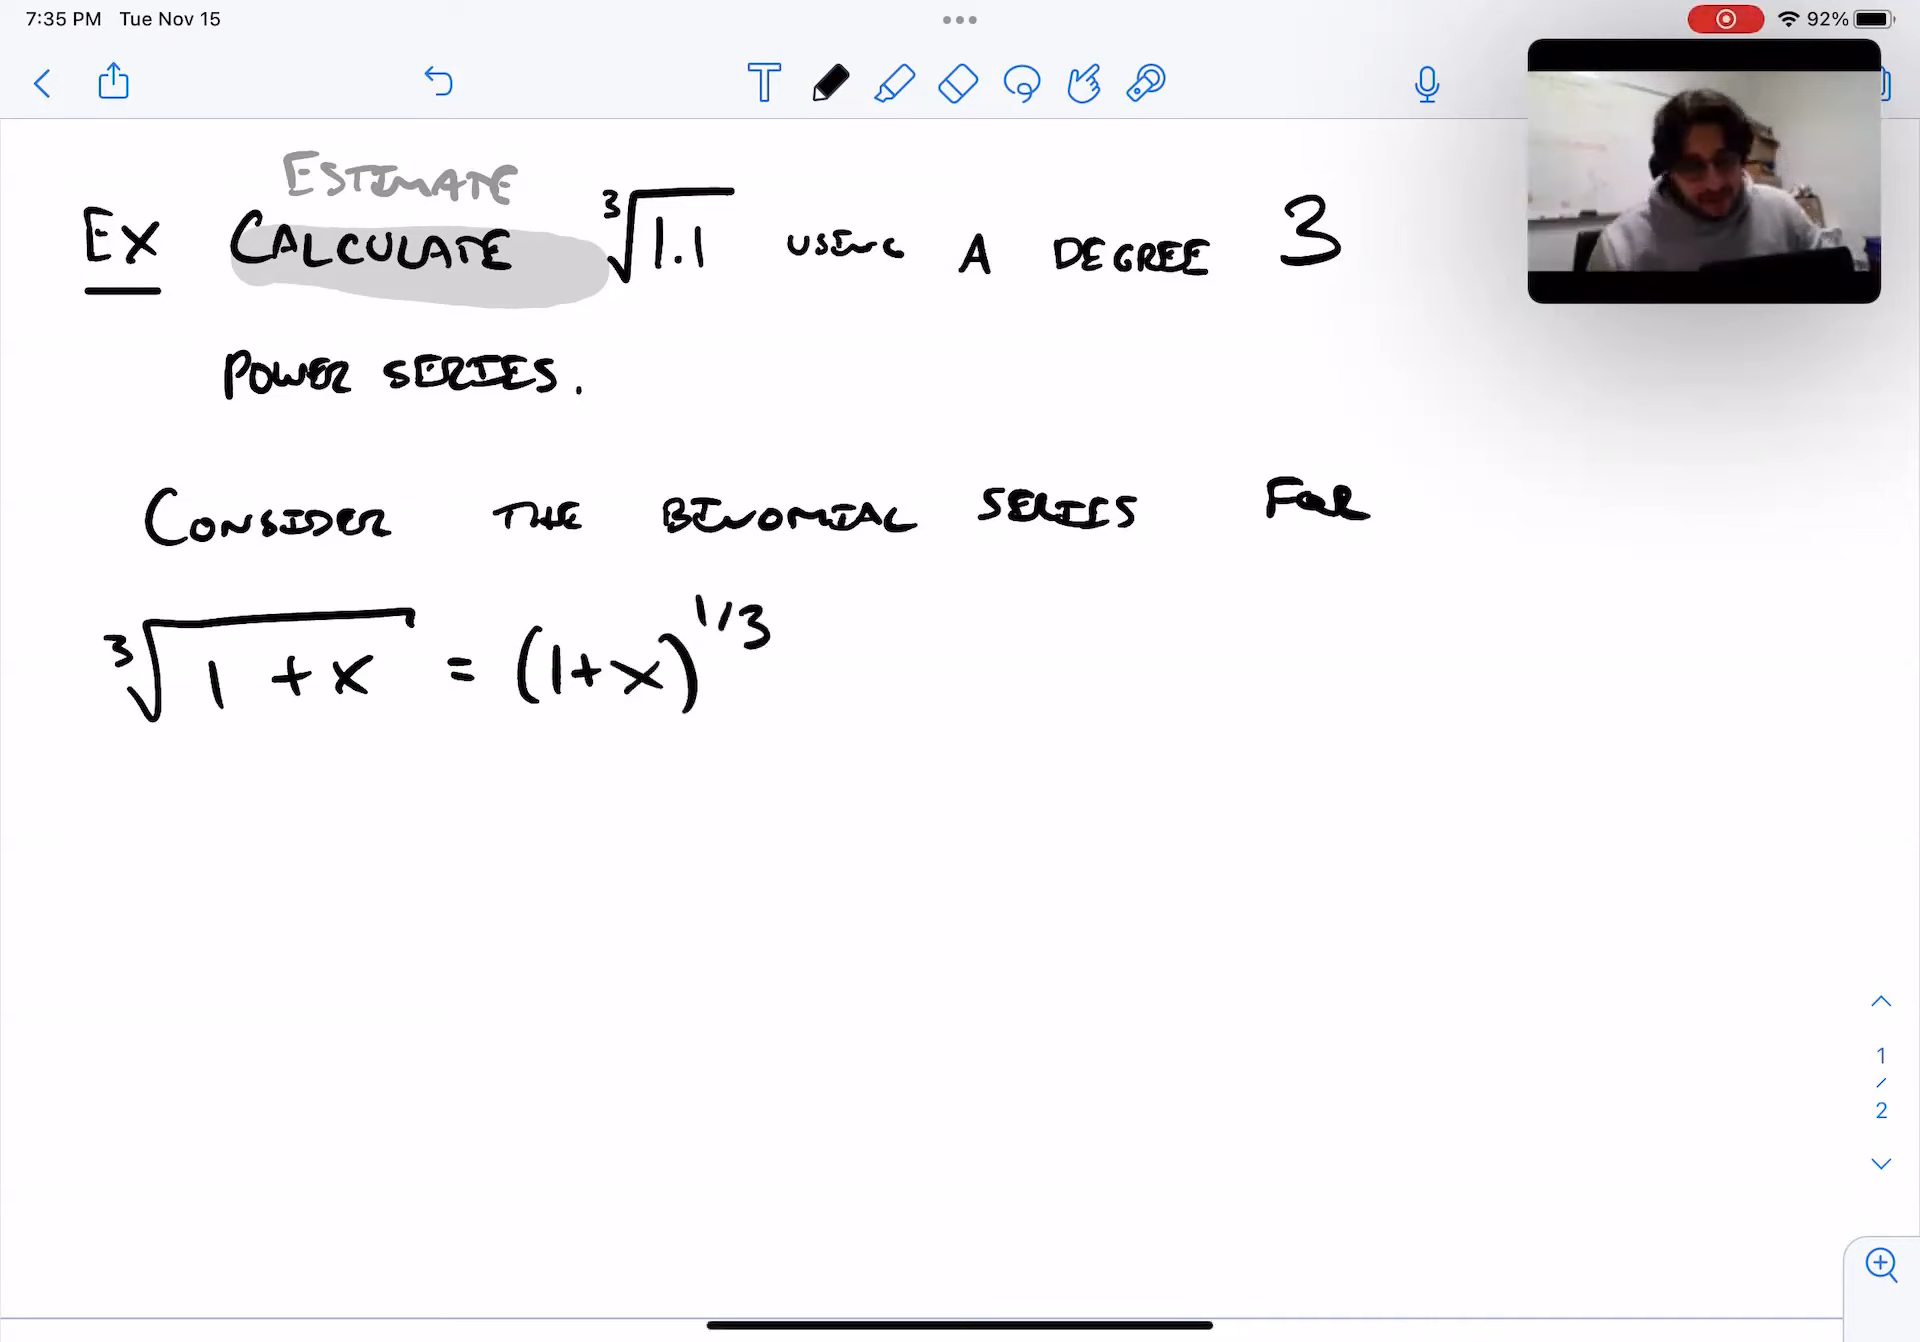 7:35 PM Tue Nov 15
92%
T
ESTIMATE
EX CALCULATE ∛1.1 USING A DEGREE 3
POWER SERIES.
CONSIDER THE BINOMIAL SERIES FOR
∛(1 + x) = (1+x)^1/3
1
/
2